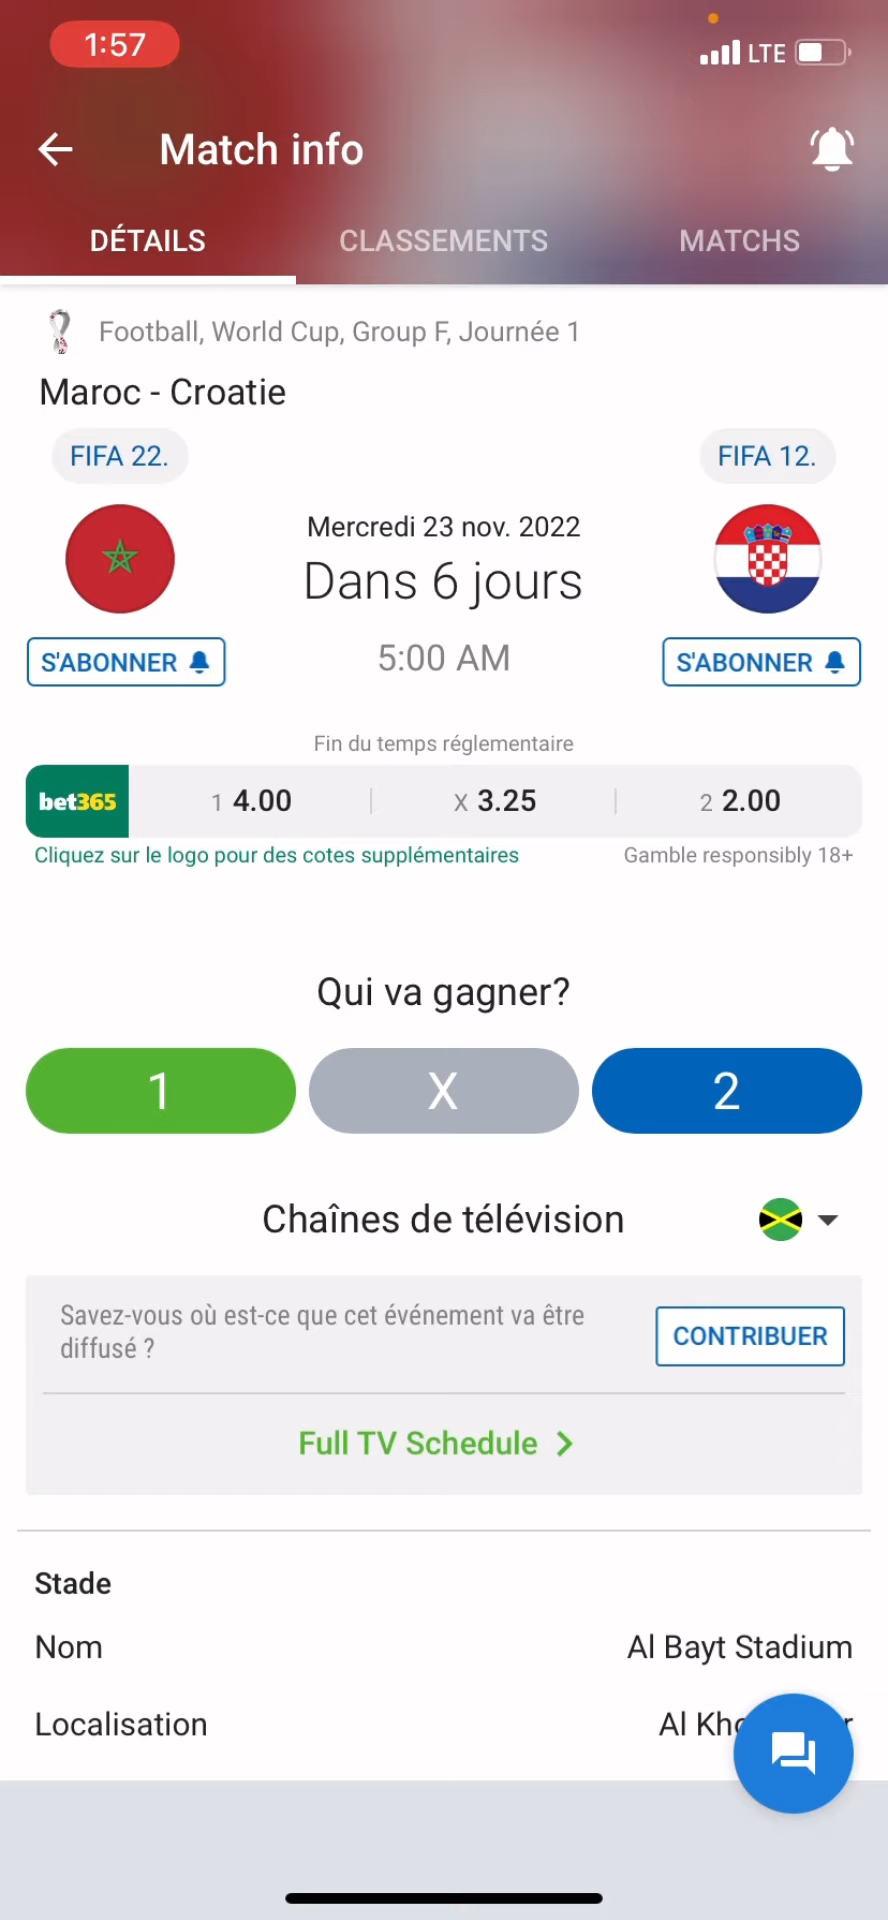 1:57
LTE
Match info
DÉTAILS
CLASSEMENTS
MATCHS
Football, World Cup, Group F, Journée 1
Maroc - Croatie
FIFA 22.
FIFA 12.
Mercredi 23 nov. 2022
Dans 6 jours
5:00 AM
S'ABONNER
S'ABONNER
Fin du temps réglementaire
bet365
1 4.00
X 3.25
2 2.00
Cliquez sur le logo pour des cotes supplémentaires
Gamble responsibly 18+
Qui va gagner?
1
X
2
Chaînes de télévision
Savez-vous où est-ce que cet événement va être
diffusé ?
CONTRIBUER
Full TV Schedule
Stade
Nom
Al Bayt Stadium
Localisation
Al